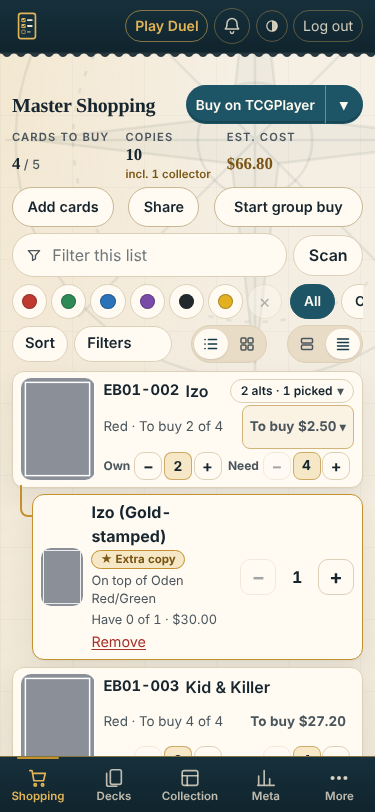 Play Duel
Log out
Master Shopping
Buy on TCGPlayer ▼
CARDS TO BUY
COPIES
EST. COST
4 / 5
10
incl. 1 collector
$66.80
Add cards
Share
Start group buy
Filter this list
Scan
× All
Sort
Filters
EB01-002 Izo
2 alts · 1 picked ▾
Red · To buy 2 of 4
To buy $2.50 ▾
Own − 2 + Need − 4 +
Izo (Gold-
stamped)
★ Extra copy
On top of Oden
Red/Green
Have 0 of 1 · $30.00
Remove
− 1 +
EB01-003 Kid & Killer
Red · To buy 4 of 4
To buy $27.20
Shopping
Decks
Collection
Meta
More